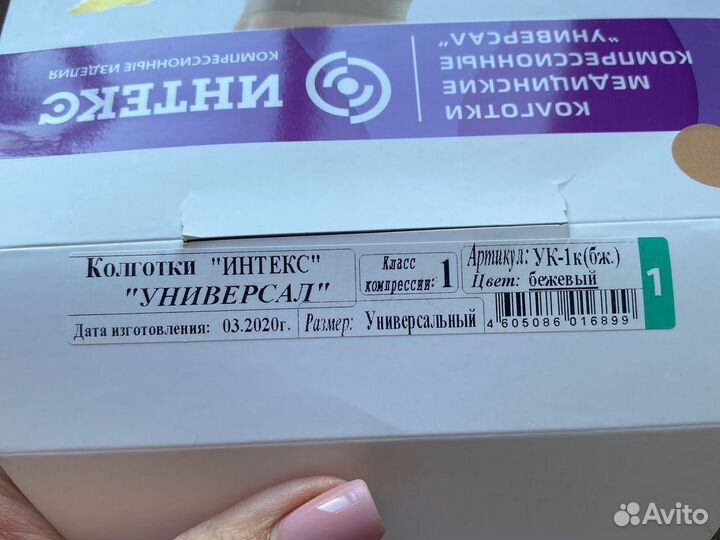 КОЛГОТКИ
МЕДИЦИНСКИЕ
КОМПРЕССИОННЫЕ
"УНИВЕРСАЛ"
ИНТЕКС
КОМПРЕССИОННЫЕ ИЗДЕЛИЯ
Колготки "ИНТЕКС"
"УНИВЕРСАЛ"
Класс
компрессии: 1
Артикул: УК-1к(бж.)
Цвет: бежевый
1
Дата изготовления: 03.2020г.
Размер: Универсальный
4 605086 016899
Avito